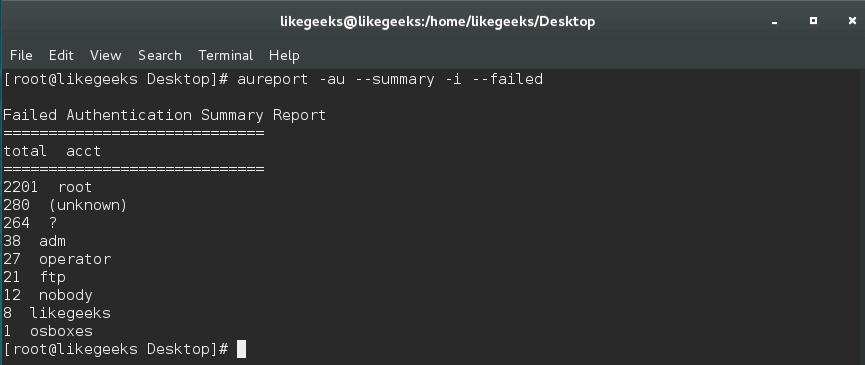 likegeeks@likegeeks:/home/likegeeks/Desktop
File Edit View Search Terminal Help
[root@likegeeks Desktop]# aureport -au --summary -i --failed
Failed Authentication Summary Report
=============================
total  acct
=============================
2201  root
280  (unknown)
264  ?
38  adm
27  operator
21  ftp
12  nobody
8  likegeeks
1  osboxes
[root@likegeeks Desktop]#